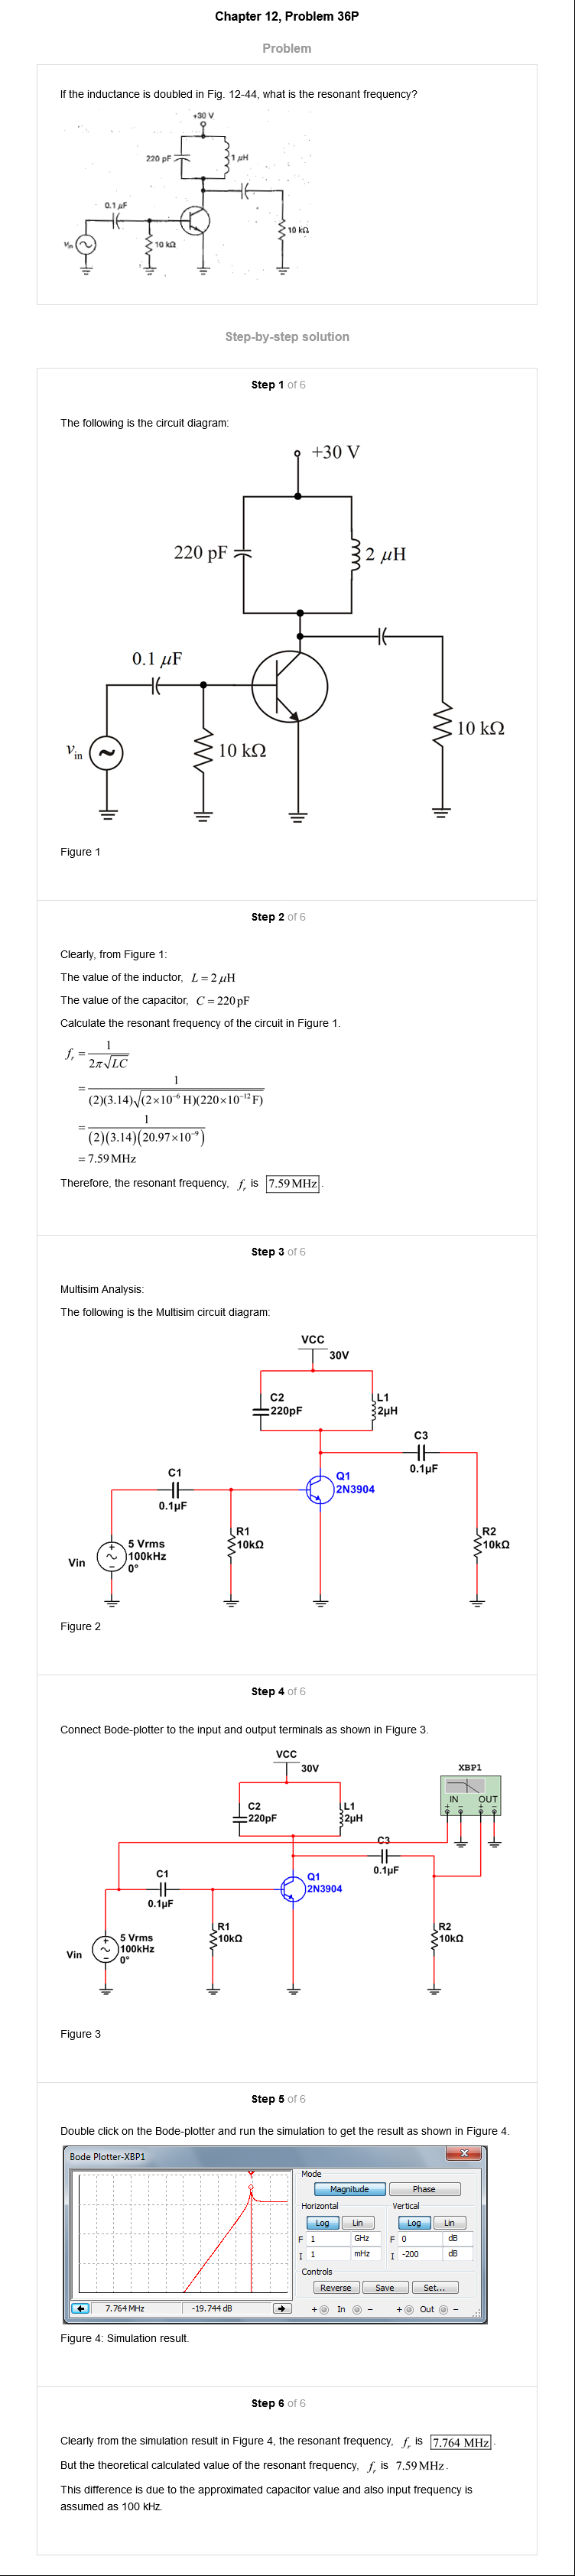 Chapter 12, Problem 36P
Problem
If the inductance is doubled in Fig. 12-44, what is the resonant frequency?
+30 V
220 pF
1 μH
0.1 μF
10 kΩ
Vin
10 kΩ
Step-by-step solution
Step 1 of 6
The following is the circuit diagram:
+30 V
220 pF
2 μH
0.1 μF
10 kΩ
vin
10 kΩ
Figure 1
Step 2 of 6
Clearly, from Figure 1:
The value of the inductor, L = 2 μH
The value of the capacitor, C = 220 pF
Calculate the resonant frequency of the circuit in Figure 1.
f_r = 1 / (2π√(LC))
= 1 / ((2)(3.14)√((2×10⁻⁶ H)(220×10⁻¹² F)))
= 1 / ((2)(3.14)(20.97×10⁻⁹))
= 7.59 MHz
Therefore, the resonant frequency, f_r is 7.59 MHz.
Step 3 of 6
Multisim Analysis:
The following is the Multisim circuit diagram:
VCC
30V
C2
220pF
L1
2μH
C3
0.1μF
C1
0.1μF
Q1
2N3904
R1
10kΩ
R2
10kΩ
Vin
5 Vrms
100kHz
0°
Figure 2
Step 4 of 6
Connect Bode-plotter to the input and output terminals as shown in Figure 3.
VCC
30V
XBP1
IN OUT
C2
220pF
L1
2μH
C3
0.1μF
C1
0.1μF
Q1
2N3904
R1
10kΩ
R2
10kΩ
Vin
5 Vrms
100kHz
0°
Figure 3
Step 5 of 6
Double click on the Bode-plotter and run the simulation to get the result as shown in Figure 4.
Bode Plotter-XBP1
Mode
Magnitude Phase
Horizontal Vertical
Log Lin Log Lin
F 1 GHz F 0 dB
I 1 mHz I -200 dB
Controls
Reverse Save Set...
7.764 MHz -19.744 dB + In - + Out -
Figure 4: Simulation result.
Step 6 of 6
Clearly from the simulation result in Figure 4, the resonant frequency, f_r is 7.764 MHz.
But the theoretical calculated value of the resonant frequency, f_r is 7.59 MHz.
This difference is due to the approximated capacitor value and also input frequency is
assumed as 100 kHz.